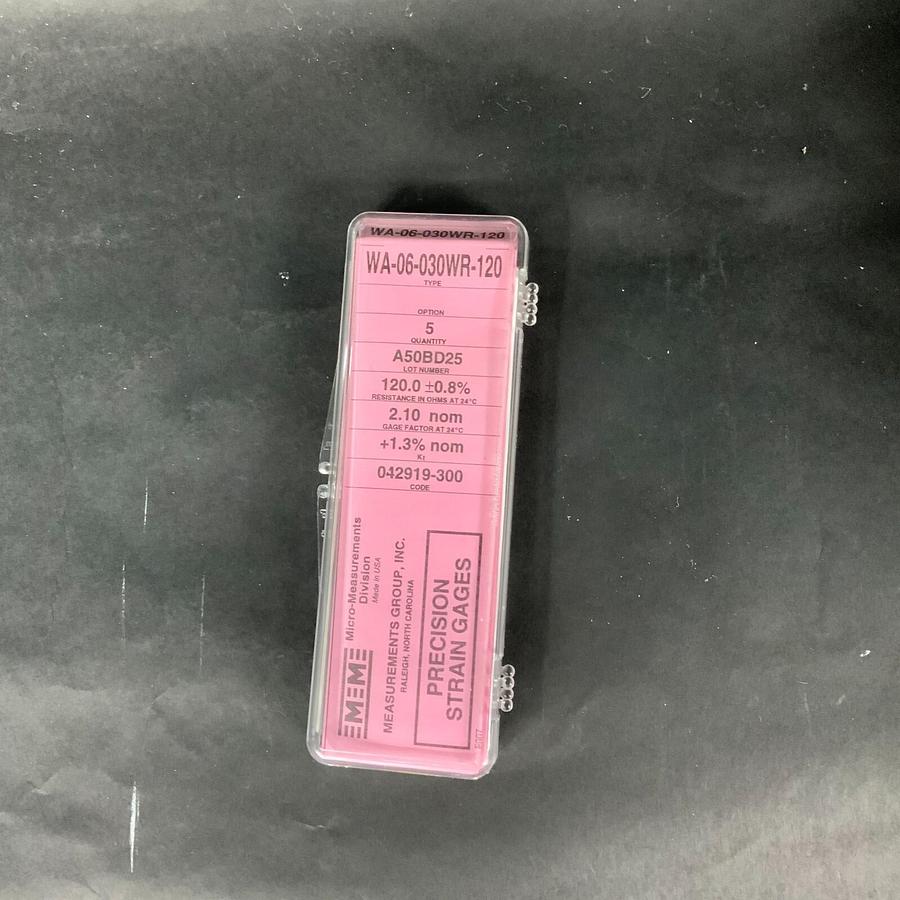 WA-06-030WR-120
WA-06-030WR-120
TYPE
OPTION
5
QUANTITY
A50BD25
LOT NUMBER
120.0 ±0.8%
RESISTANCE IN OHMS AT 24°C
2.10 nom
GAGE FACTOR AT 24°C
+1.3% nom
Kt
042919-300
CODE
MM
Micro-Measurements
Division
Made in USA
MEASUREMENTS GROUP, INC.
RALEIGH, NORTH CAROLINA
PRECISION
STRAIN GAGES